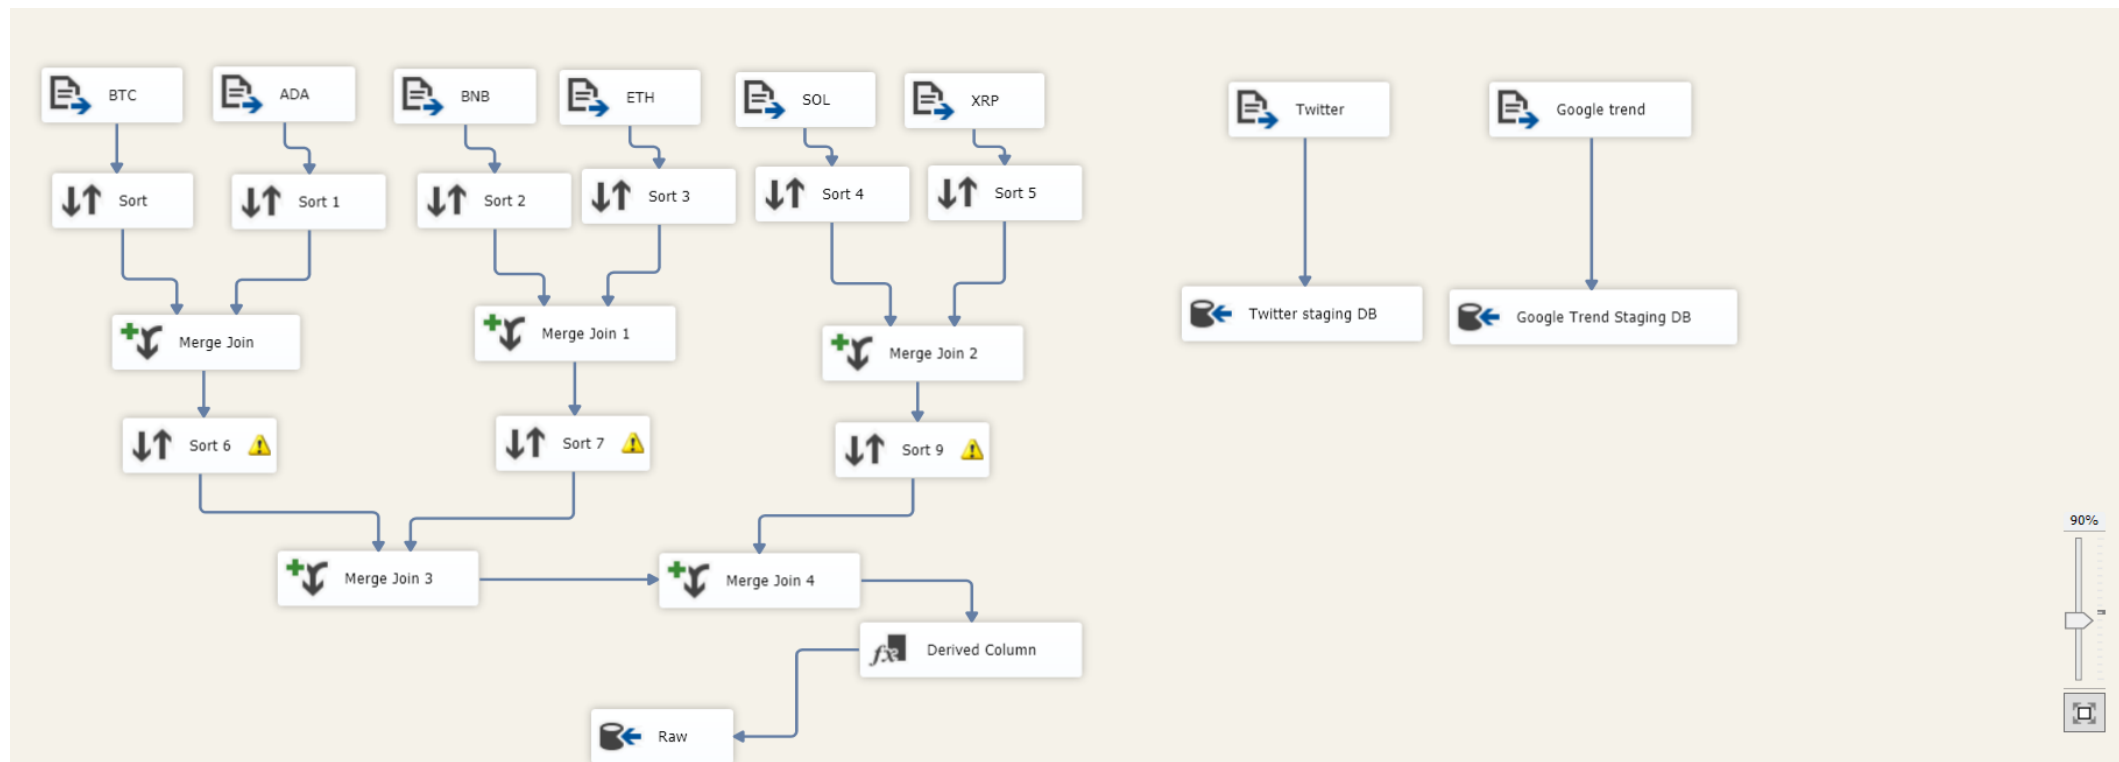 BTC
ADA
BNB
ETH
SOL
XRP
Twitter
Google trend
Sort
Sort 1
Sort 2
Sort 3
Sort 4
Sort 5
Merge Join
Merge Join 1
Merge Join 2
Twitter staging DB
Google Trend Staging DB
Sort 6
Sort 7
Sort 9
90%
Merge Join 3
Merge Join 4
fx
Derived Column
Raw